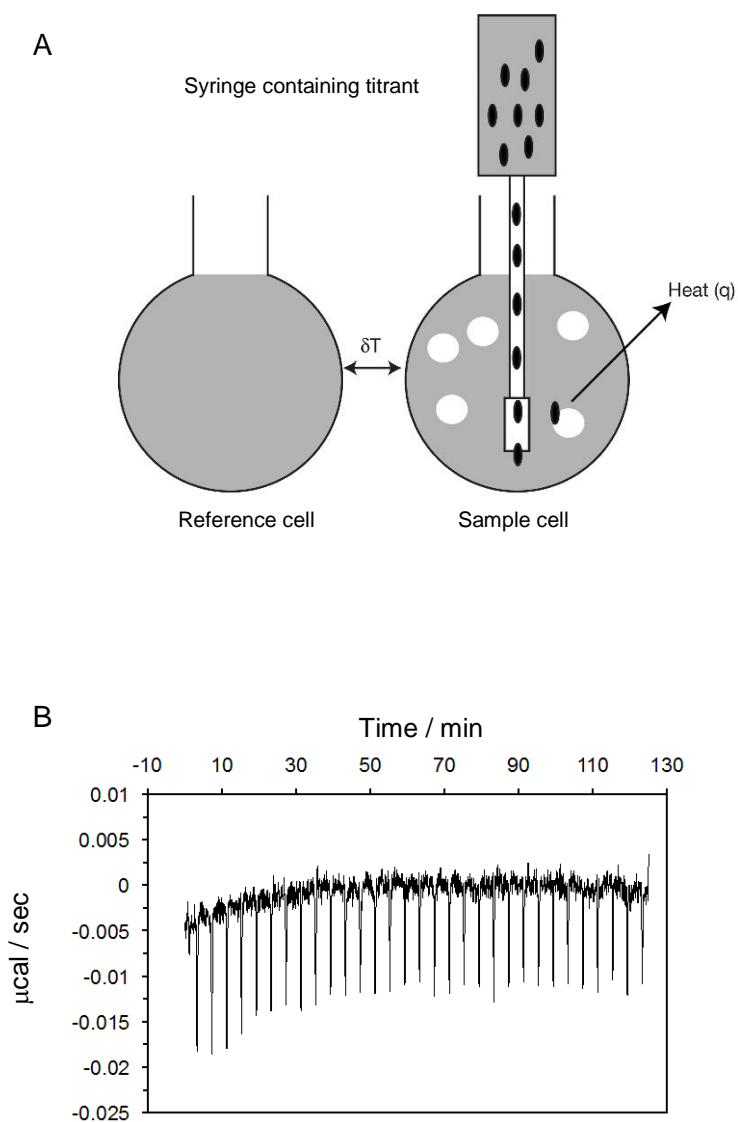 A
Syringe containing titrant
Heat (q)
δT
Reference cell
Sample cell
B
Time / min
-10 10 30 50 70 90 110 130
0.01
0.005
0
-0.005
-0.01
-0.015
-0.02
-0.025
μcal / sec